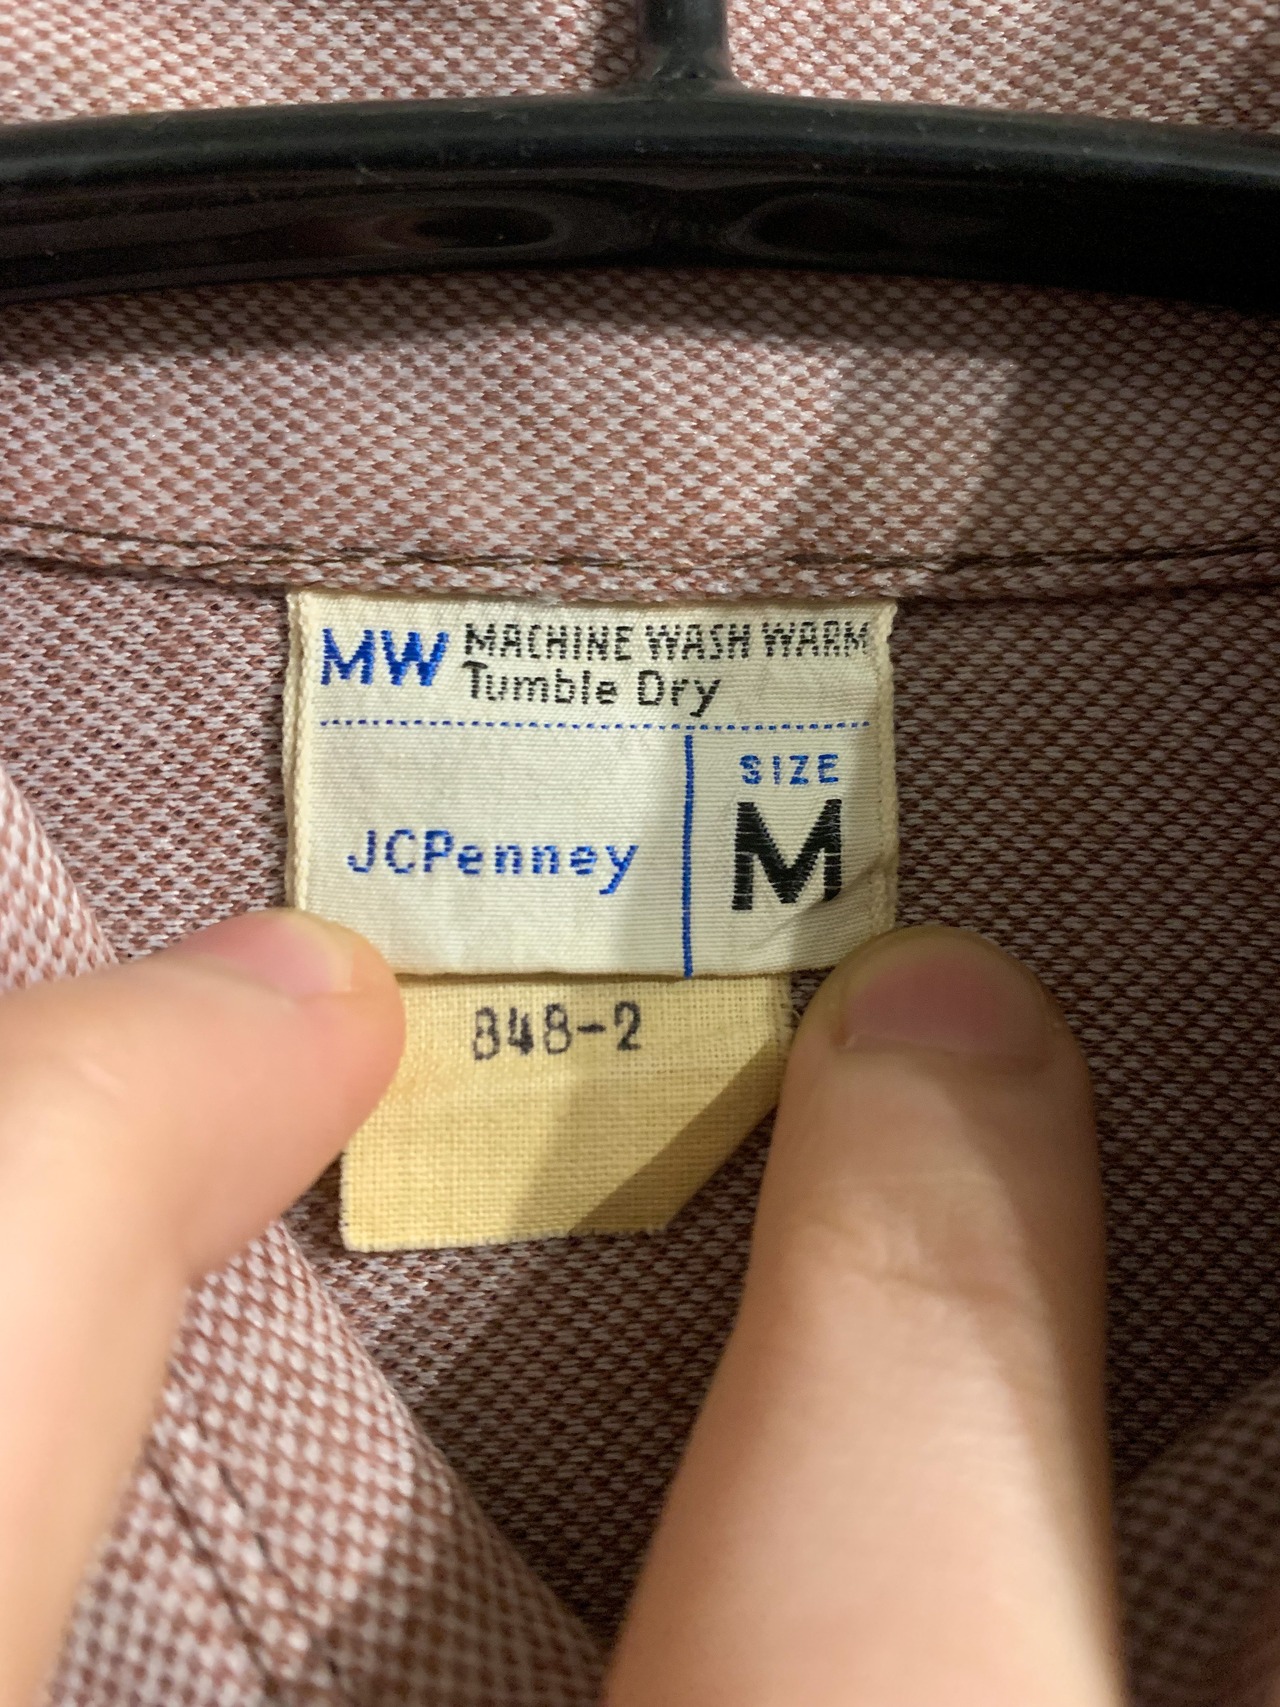 MW MACHINE WASH WARM
Tumble Dry
SIZE
JCPenney M
848-2